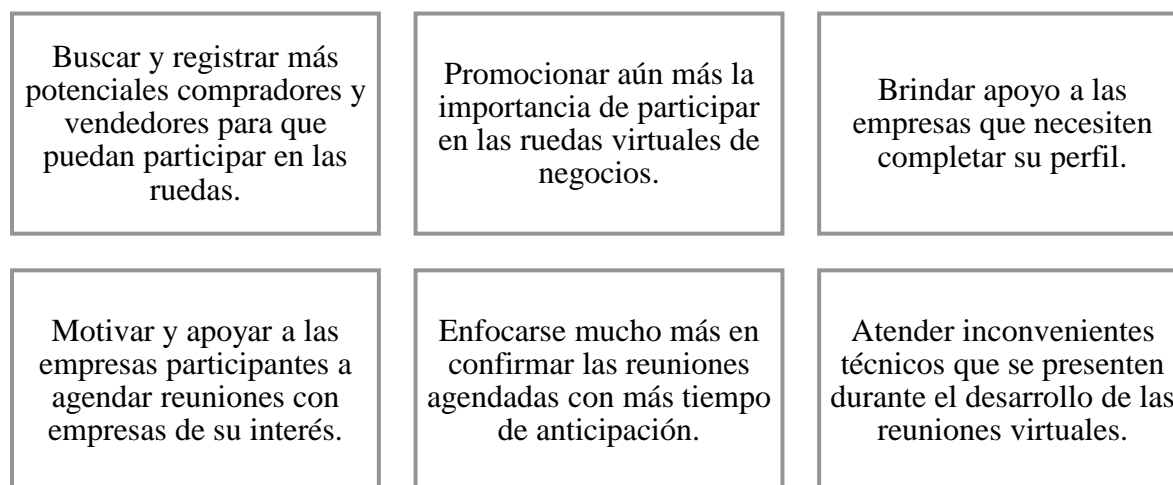 Buscar y registrar más
potenciales compradores y
vendedores para que
puedan participar en las
ruedas.
Promocionar aún más la
importancia de participar
en las ruedas virtuales de
negocios.
Brindar apoyo a las
empresas que necesiten
completar su perfil.
Motivar y apoyar a las
empresas participantes a
agendar reuniones con
empresas de su interés.
Enfocarse mucho más en
confirmar las reuniones
agendadas con más tiempo
de anticipación.
Atender inconvenientes
técnicos que se presenten
durante el desarrollo de las
reuniones virtuales.